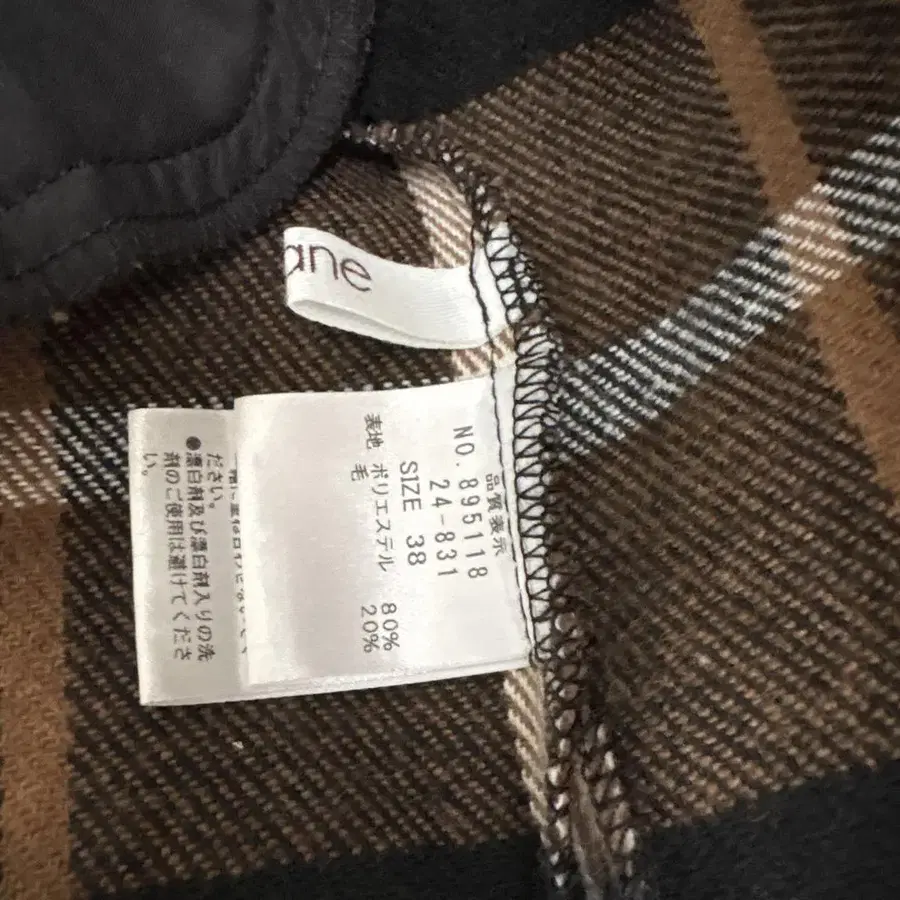 ane
品質表示
NO. 895118
24-831
SIZE 38
表地 ポリエステル 80%
毛 20%
ださい。
●漂白剤及び漂白剤入りの洗
剤のご使用は避けてくださ
い。